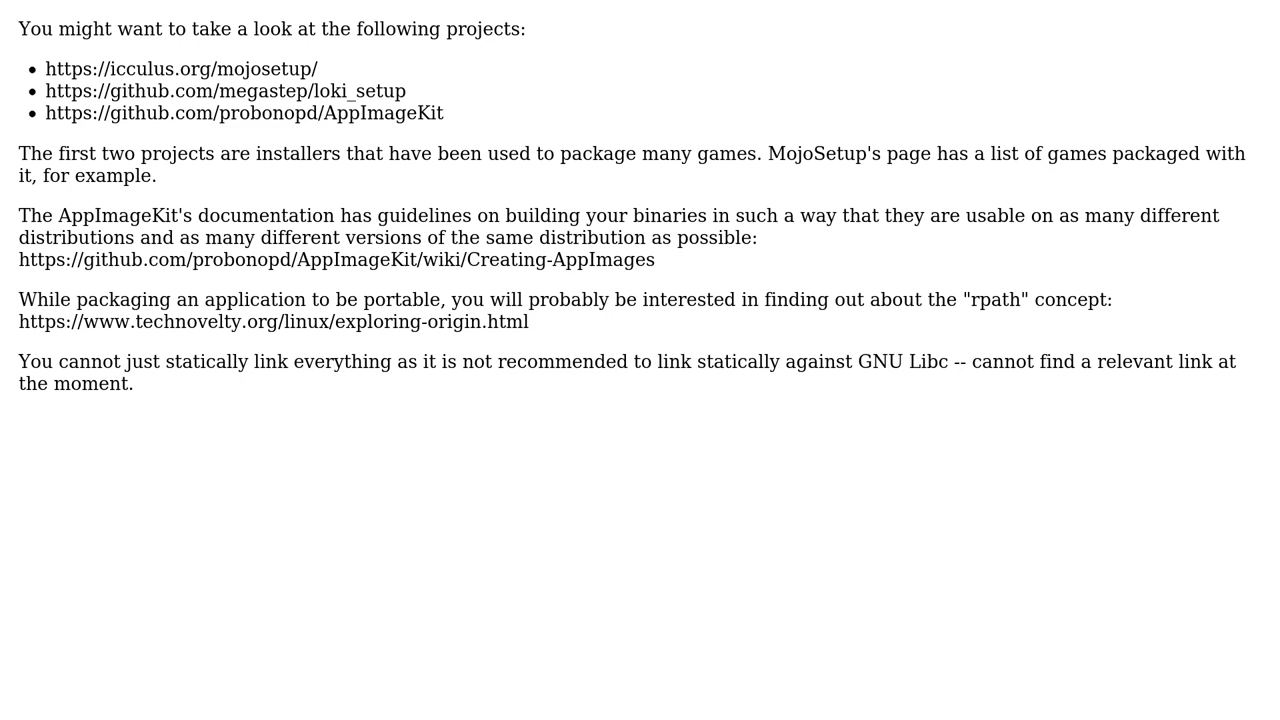 You might want to take a look at the following projects:
• https://icculus.org/mojosetup/
• https://github.com/megastep/loki_setup
• https://github.com/probonopd/AppImageKit
The first two projects are installers that have been used to package many games. MojoSetup's page has a list of games packaged with
it, for example.
The AppImageKit's documentation has guidelines on building your binaries in such a way that they are usable on as many different
distributions and as many different versions of the same distribution as possible:
https://github.com/probonopd/AppImageKit/wiki/Creating-AppImages
While packaging an application to be portable, you will probably be interested in finding out about the "rpath" concept:
https://www.technovelty.org/linux/exploring-origin.html
You cannot just statically link everything as it is not recommended to link statically against GNU Libc -- cannot find a relevant link at
the moment.